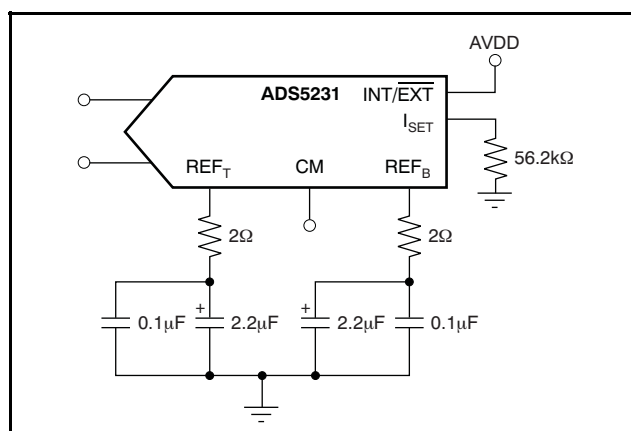 AVDD
ADS5231
INT/EXT
ISET
56.2kΩ
REFT
CM
REFB
2Ω
2Ω
+
+
0.1μF
2.2μF
2.2μF
0.1μF